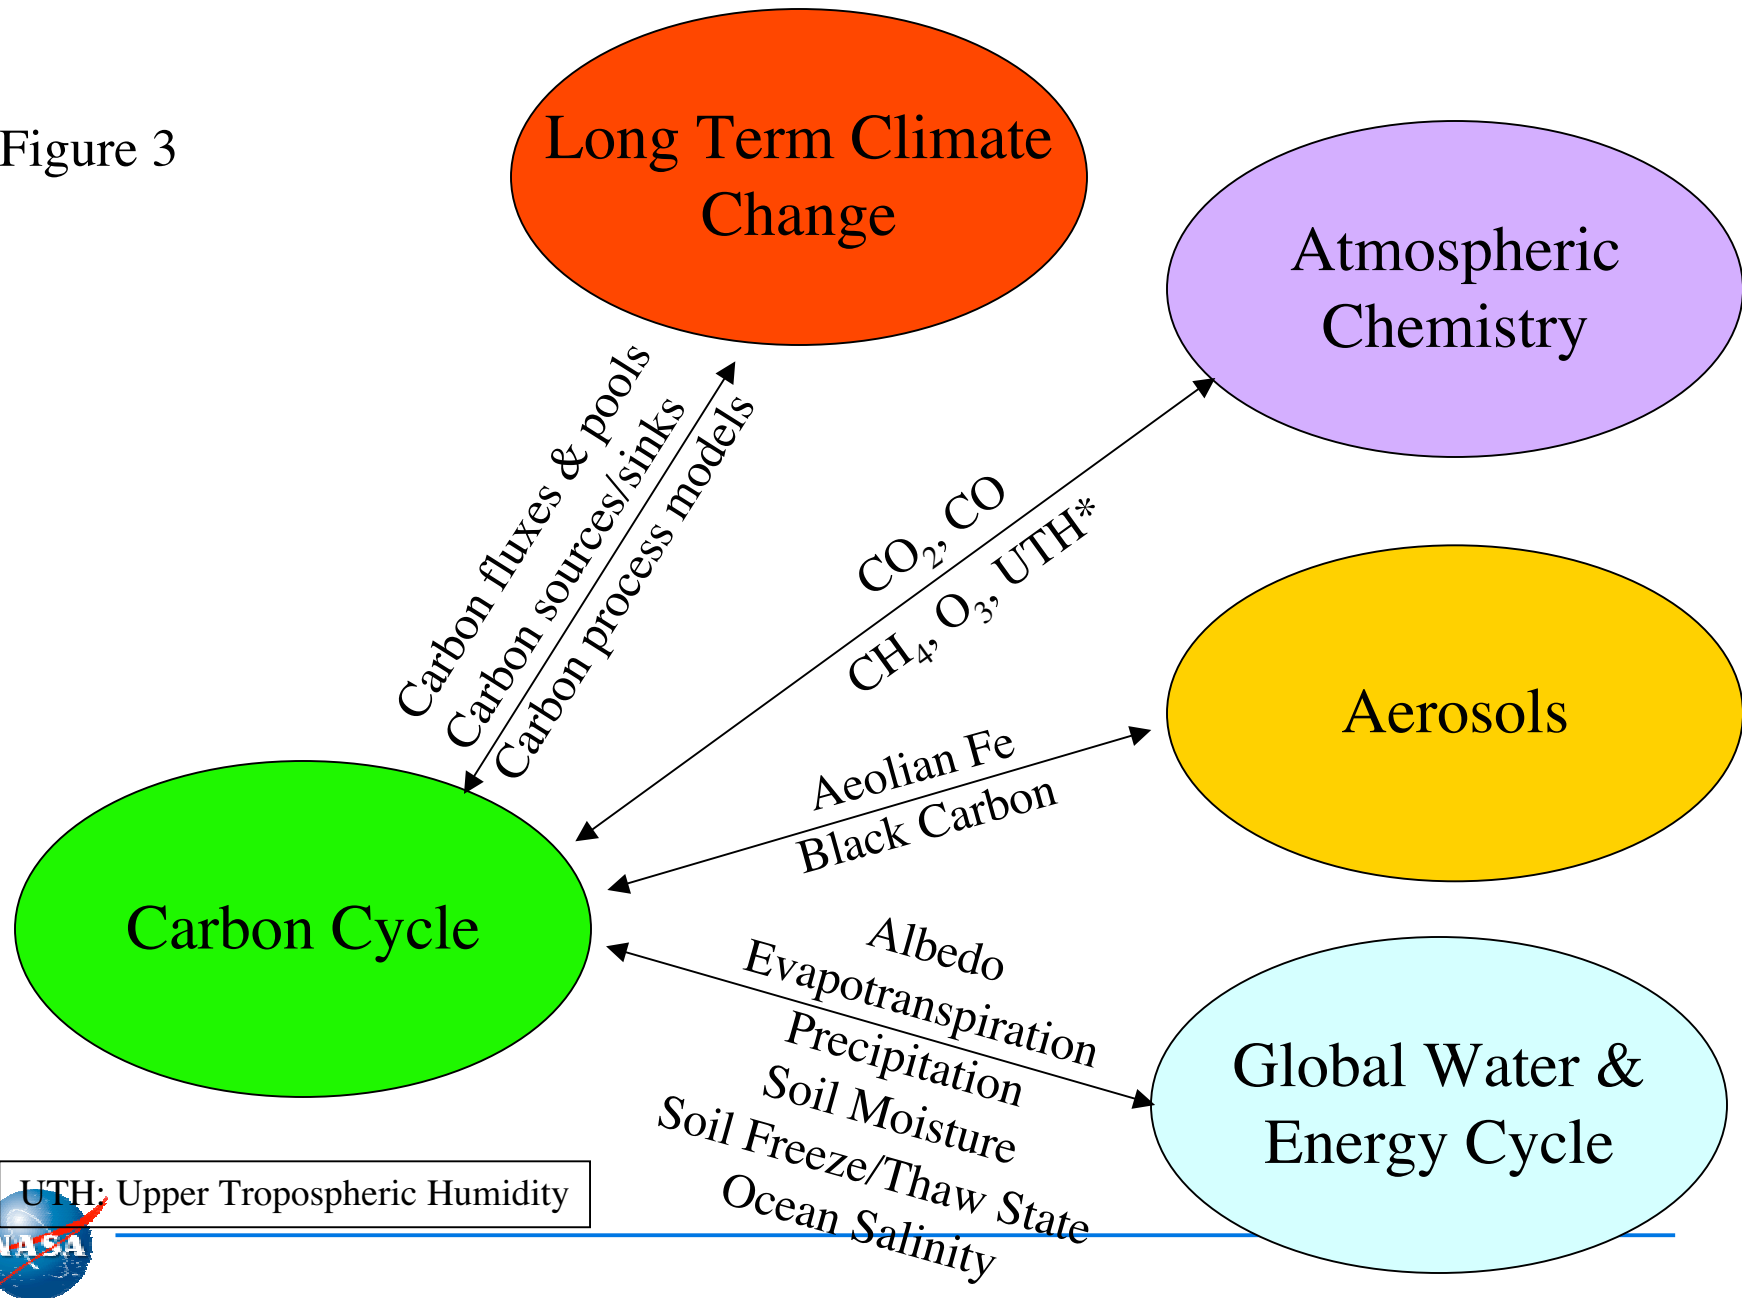 Figure 3
Long Term Climate
Change
Atmospheric
Chemistry
Carbon fluxes & pools
Carbon sources/sinks
Carbon process models
CO₂, CO
CH₄, O₃, UTH*
Aerosols
Aeolian Fe
Black Carbon
Carbon Cycle
Albedo
Evapotranspiration
Precipitation
Soil Moisture
Soil Freeze/Thaw State
Ocean Salinity
Global Water &
Energy Cycle
UTH: Upper Tropospheric Humidity
NASA